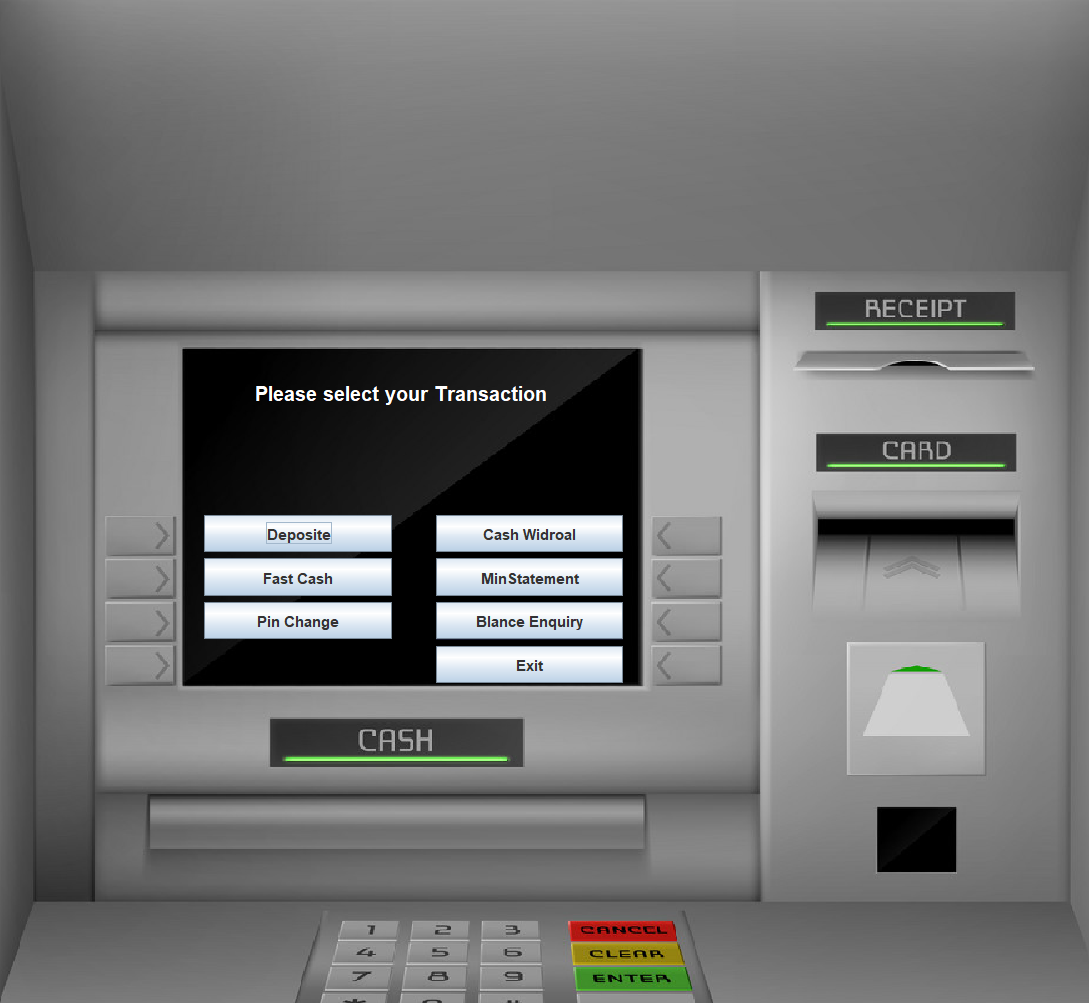 RECEIPT
Please select your Transaction
CARD
Deposite
Cash Widroal
Fast Cash
MinStatement
Pin Change
Blance Enquiry
Exit
CASH
1 2 3 CANCEL
4 5 6 CLEAR
7 8 9 ENTER